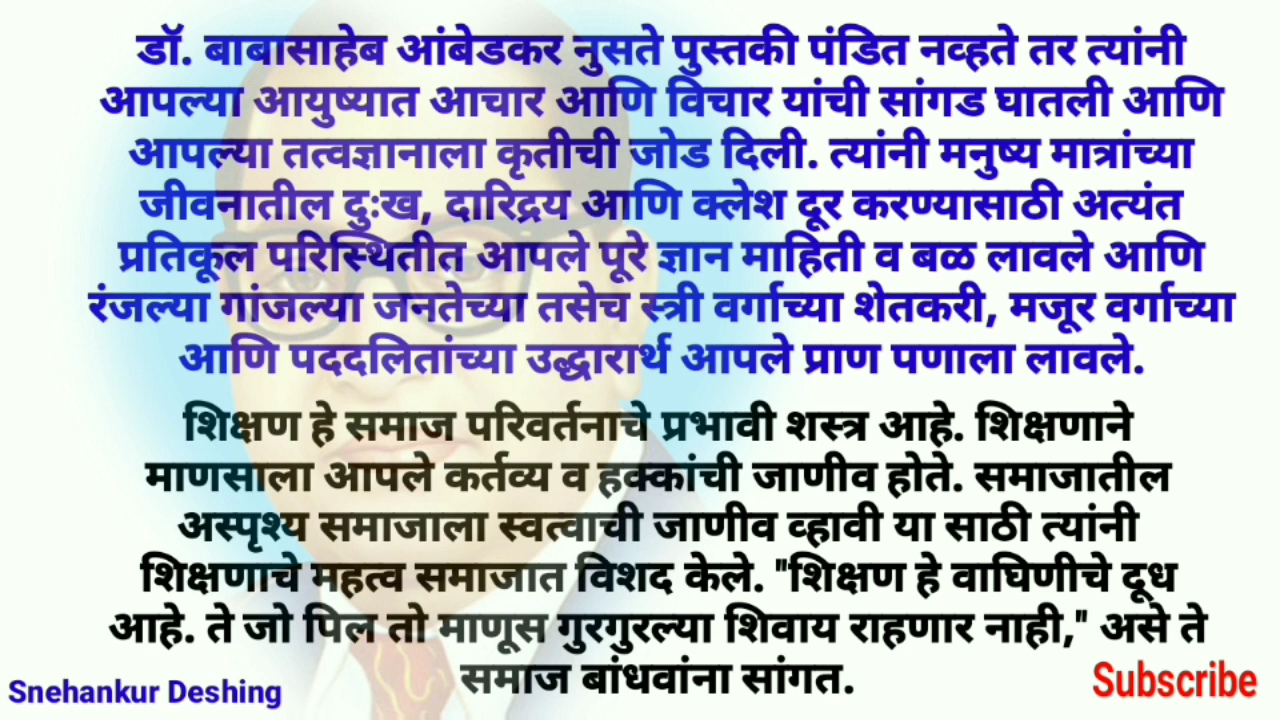 डॉ. बाबासाहेब आंबेडकर नुसते पुस्तकी पंडित नव्हते तर त्यांनी
आपल्या आयुष्यात आचार आणि विचार यांची सांगड घातली आणि
आपल्या तत्वज्ञानाला कृतीची जोड दिली. त्यांनी मनुष्य मात्रांच्या
जीवनातील दुःख, दारिद्रय आणि क्लेश दूर करण्यासाठी अत्यंत
प्रतिकूल परिस्थितीत आपले पूरे ज्ञान माहिती व बळ लावले आणि
रंजल्या गांजल्या जनतेच्या तसेच स्त्री वर्गाच्या शेतकरी, मजूर वर्गाच्या
आणि पददलितांच्या उद्धारार्थ आपले प्राण पणाला लावले.
शिक्षण हे समाज परिवर्तनाचे प्रभावी शस्त्र आहे. शिक्षणाने
माणसाला आपले कर्तव्य व हक्कांची जाणीव होते. समाजातील
अस्पृश्य समाजाला स्वत्वाची जाणीव व्हावी या साठी त्यांनी
शिक्षणाचे महत्व समाजात विशद केले. "शिक्षण हे वाघिणीचे दूध
आहे. ते जो पिल तो माणूस गुरगुरल्या शिवाय राहणार नाही," असे ते
समाज बांधवांना सांगत.
Snehankur Deshing
Subscribe